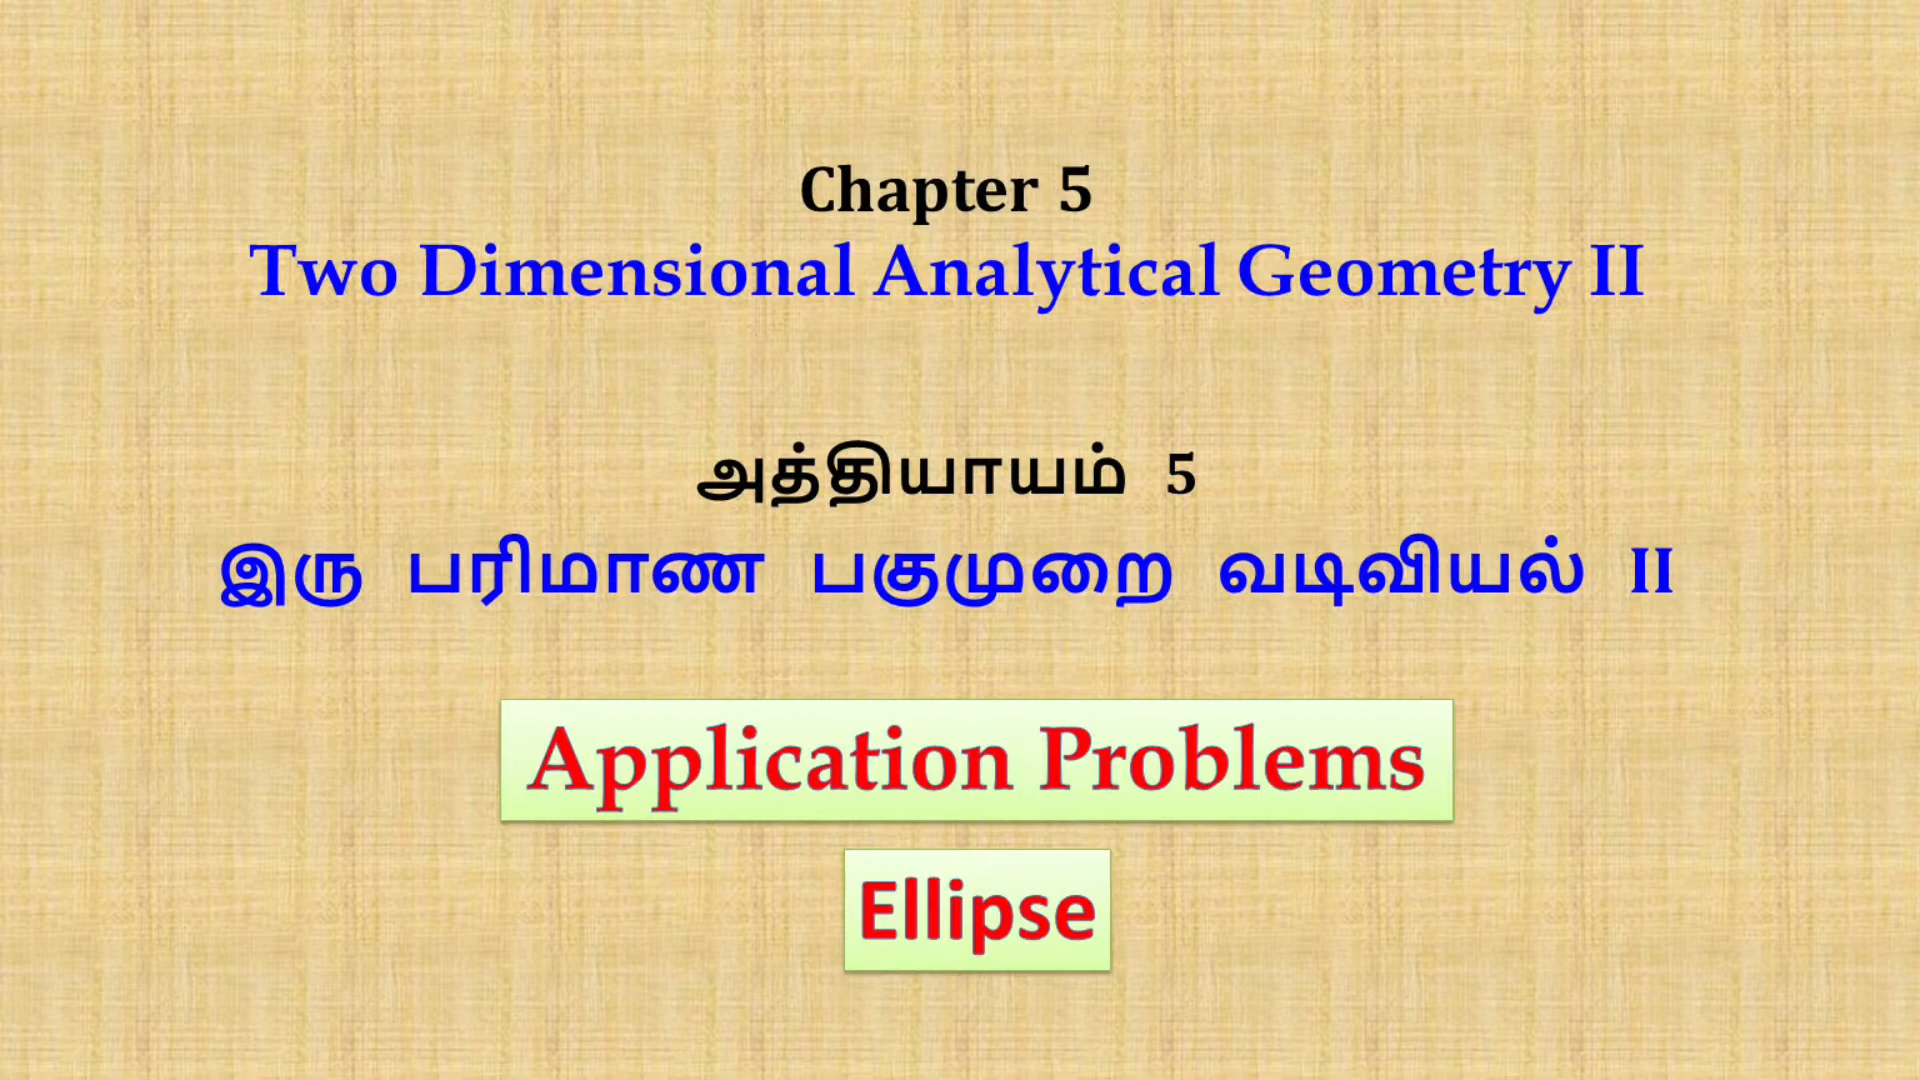 Chapter 5
Two Dimensional Analytical Geometry II
அத்தியாயம் 5
இரு பரிமாண பகுமுறை வடிவியல் II
Application Problems
Ellipse